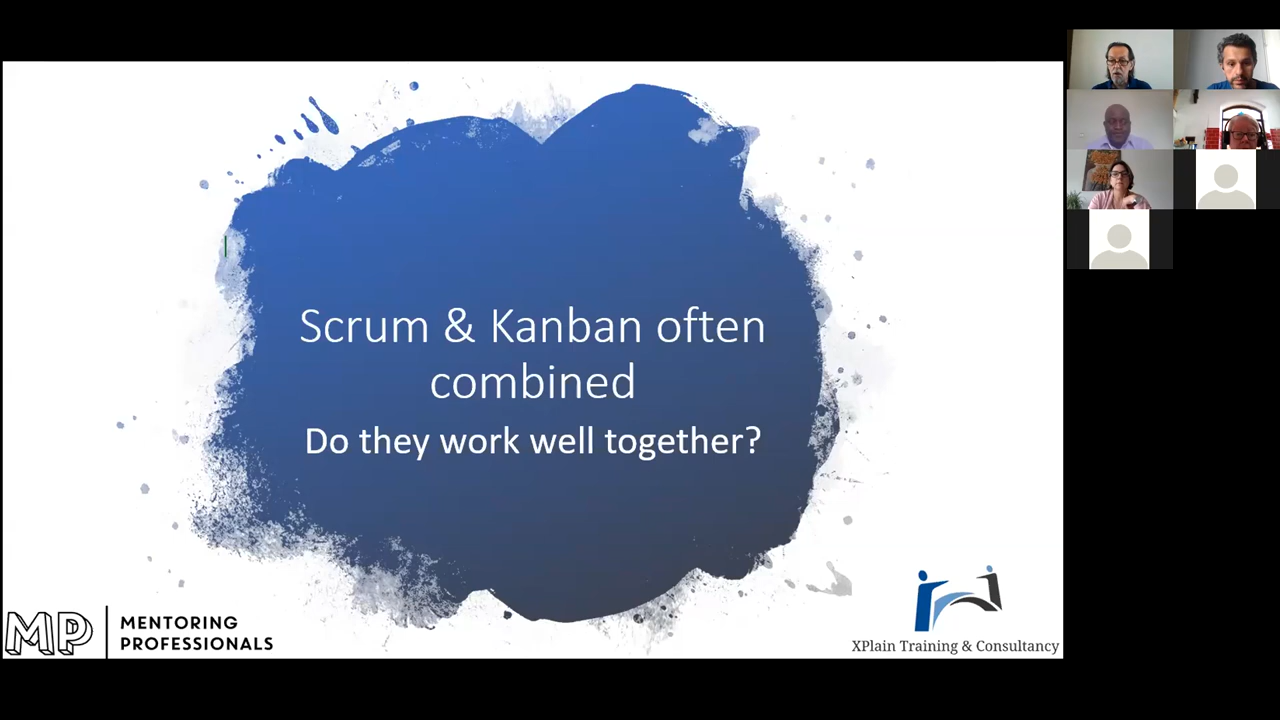 Scrum & Kanban often
combined
Do they work well together?
MP
MENTORING
PROFESSIONALS
XPlain Training & Consultancy